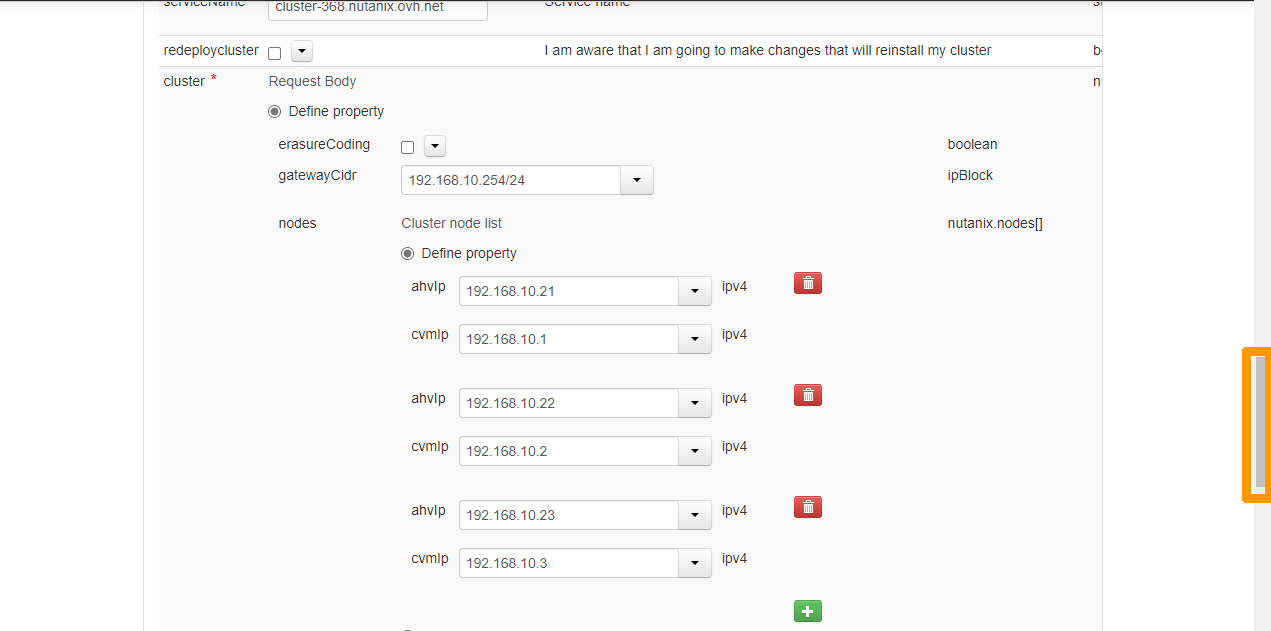 serviceName cluster-368.nutanix.ovh.net Service name
redeploycluster I am aware that I am going to make changes that will reinstall my cluster
cluster * Request Body
Define property
erasureCoding boolean
gatewayCidr 192.168.10.254/24 ipBlock
nodes Cluster node list nutanix.nodes[]
Define property
ahvIp 192.168.10.21 ipv4
cvmIp 192.168.10.1 ipv4
ahvIp 192.168.10.22 ipv4
cvmIp 192.168.10.2 ipv4
ahvIp 192.168.10.23 ipv4
cvmIp 192.168.10.3 ipv4